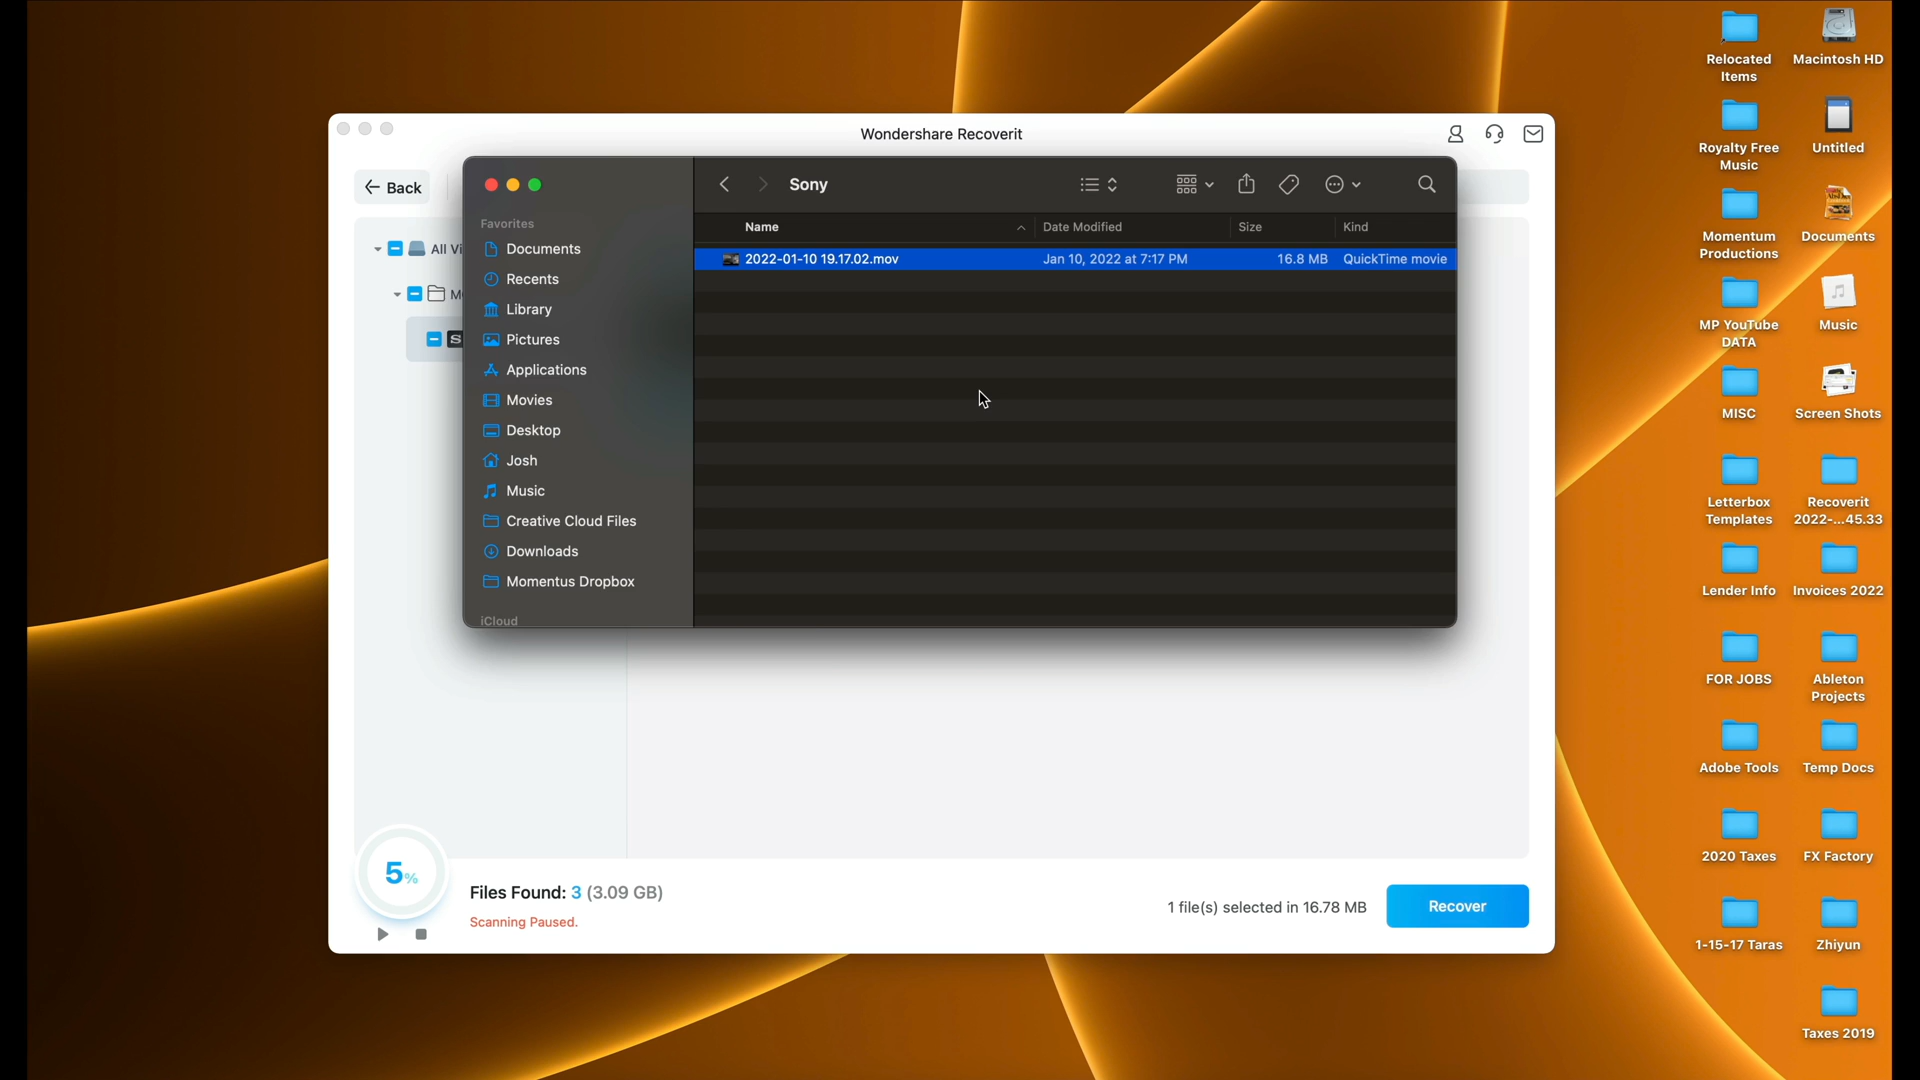 Wondershare Recoverit
Back
Sony
Favorites
Documents
Recents
Library
Pictures
Applications
Movies
Desktop
Josh
Music
Creative Cloud Files
Downloads
Momentus Dropbox
iCloud
Name
Date Modified
Size
Kind
2022-01-10 19.17.02.mov
Jan 10, 2022 at 7:17 PM
16.8 MB
QuickTime movie
All Vi
M
S
5%
Files Found: 3 (3.09 GB)
Scanning Paused.
1 file(s) selected in 16.78 MB
Recover
Relocated
Items
Macintosh HD
Royalty Free
Music
Untitled
Momentum
Productions
Documents
MP YouTube
DATA
Music
MISC
Screen Shots
Letterbox
Templates
Recoverit
2022-...45.33
Lender Info
Invoices 2022
FOR JOBS
Ableton
Projects
Adobe Tools
Temp Docs
2020 Taxes
FX Factory
1-15-17 Taras
Zhiyun
Taxes 2019